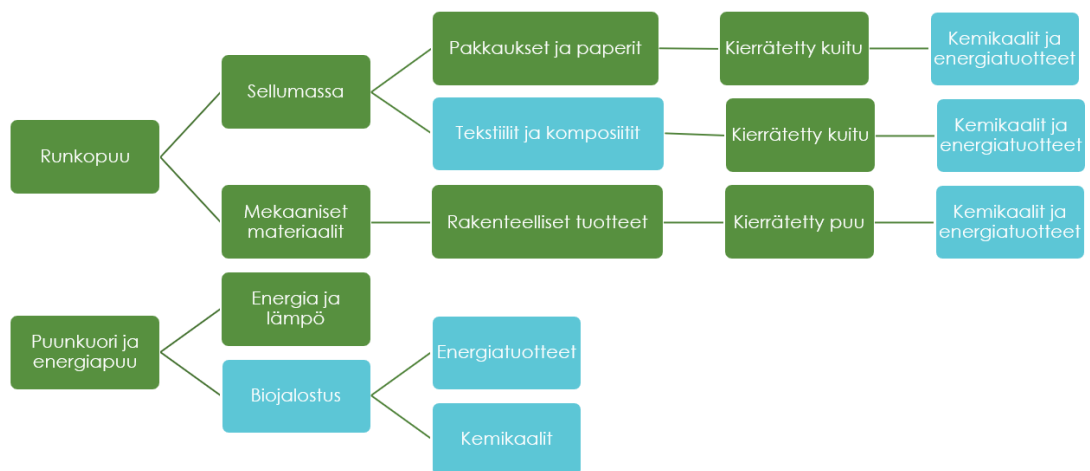 Runkopuu
Sellumassa
Pakkaukset ja paperit
Kierrätetty kuitu
Kemikaalit ja
energiatuotteet
Tekstiilit ja komposiitit
Kierrätetty kuitu
Kemikaalit ja
energiatuotteet
Mekaaniset
materiaalit
Rakenteelliset tuotteet
Kierrätetty puu
Kemikaalit ja
energiatuotteet
Puunkuori ja
energiapuu
Energia ja
lämpö
Biojalostus
Energiatuotteet
Kemikaalit